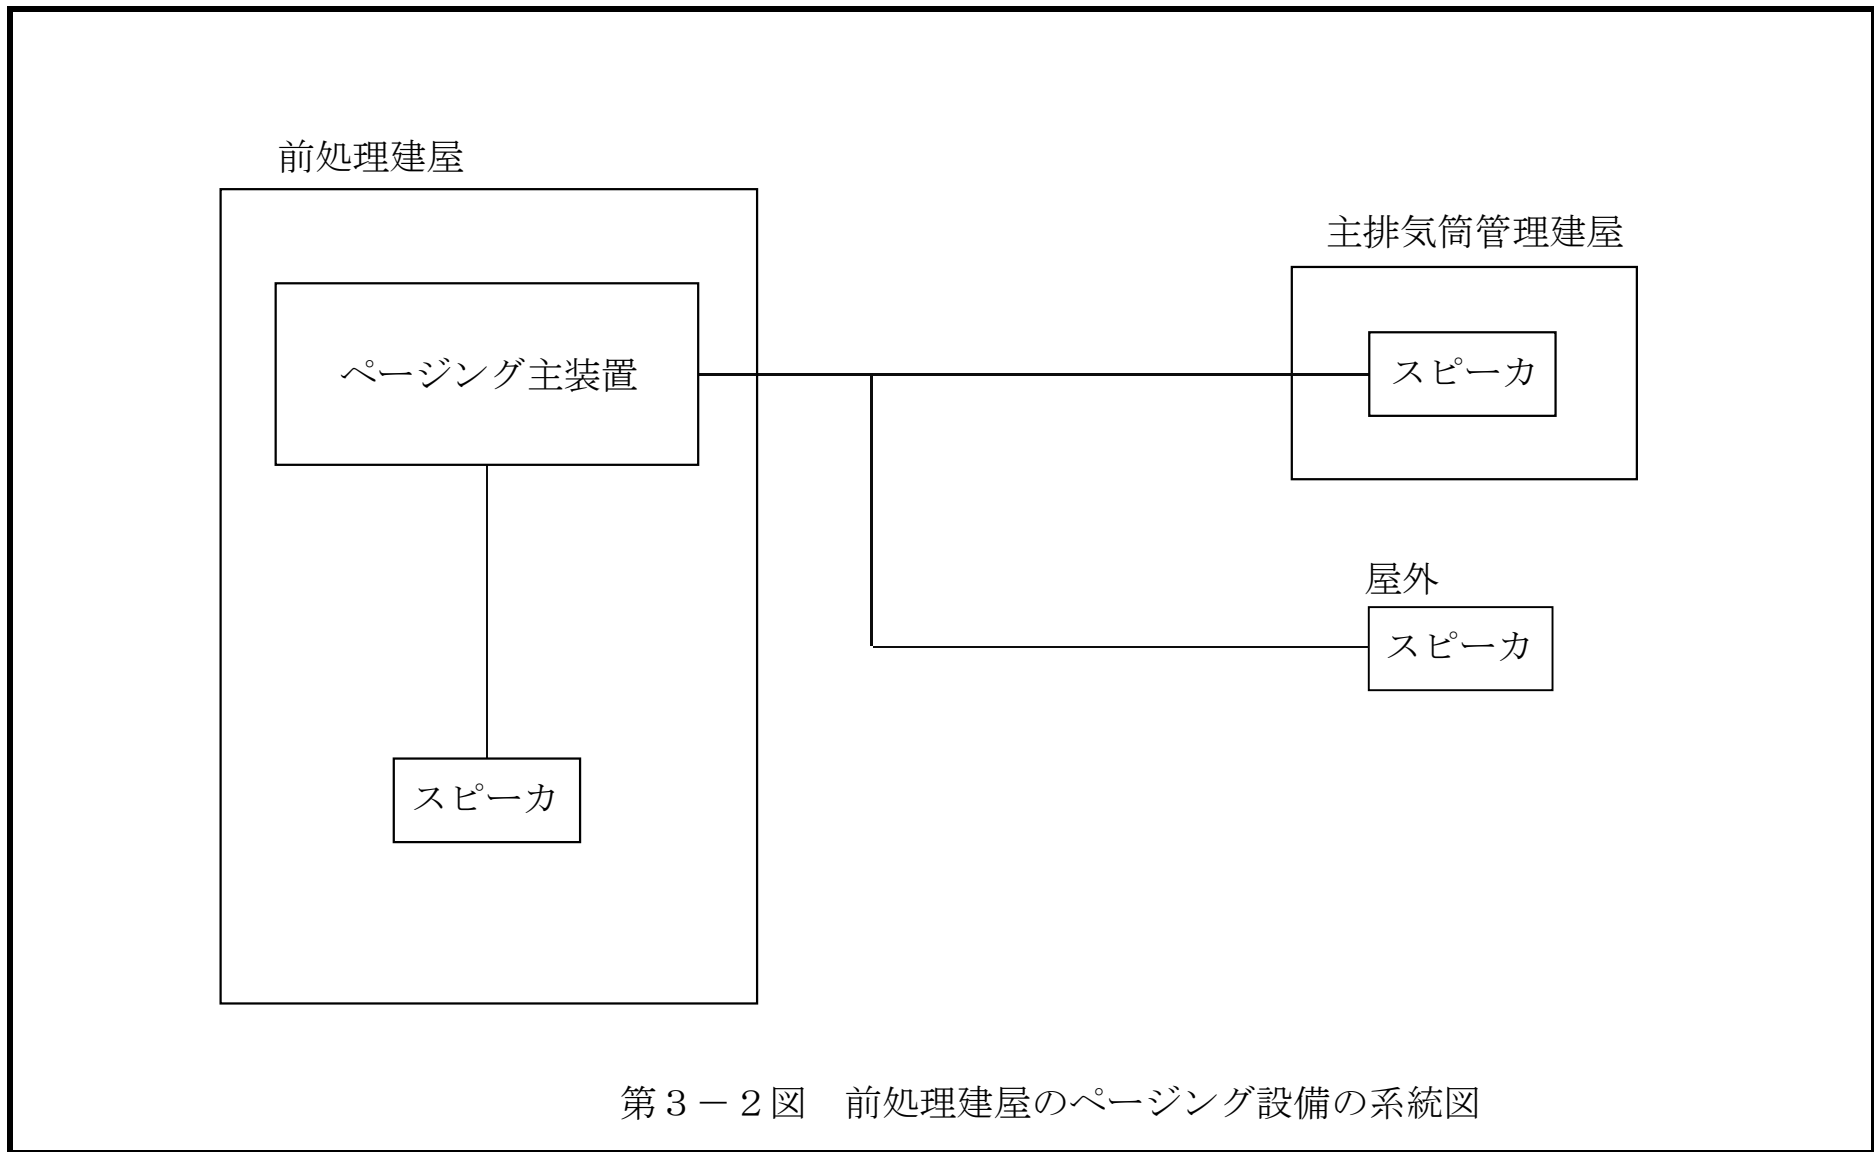 前処理建屋
主排気筒管理建屋
ページング主装置
スピーカ
屋外
スピーカ
スピーカ
第3-2図　前処理建屋のページング設備の系統図